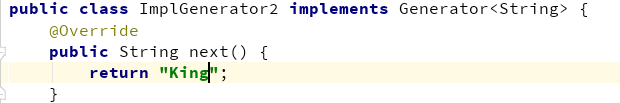 public class ImplGenerator2 implements Generator<String> {
    @Override
    public String next() {
        return "King";
    }